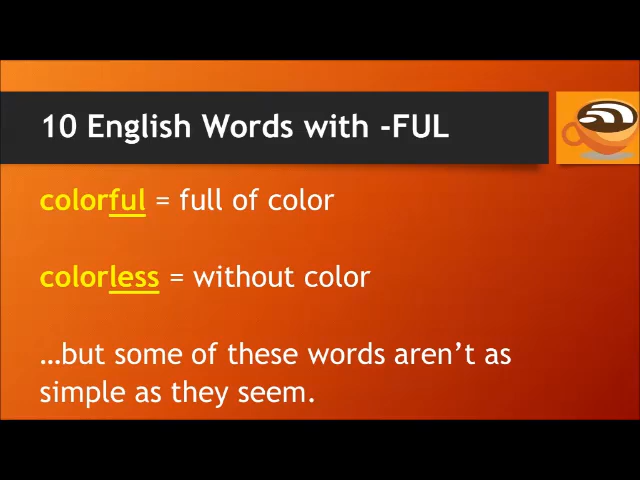 10 English Words with -FUL
colorful = full of color
colorless = without color
…but some of these words aren’t as
simple as they seem.